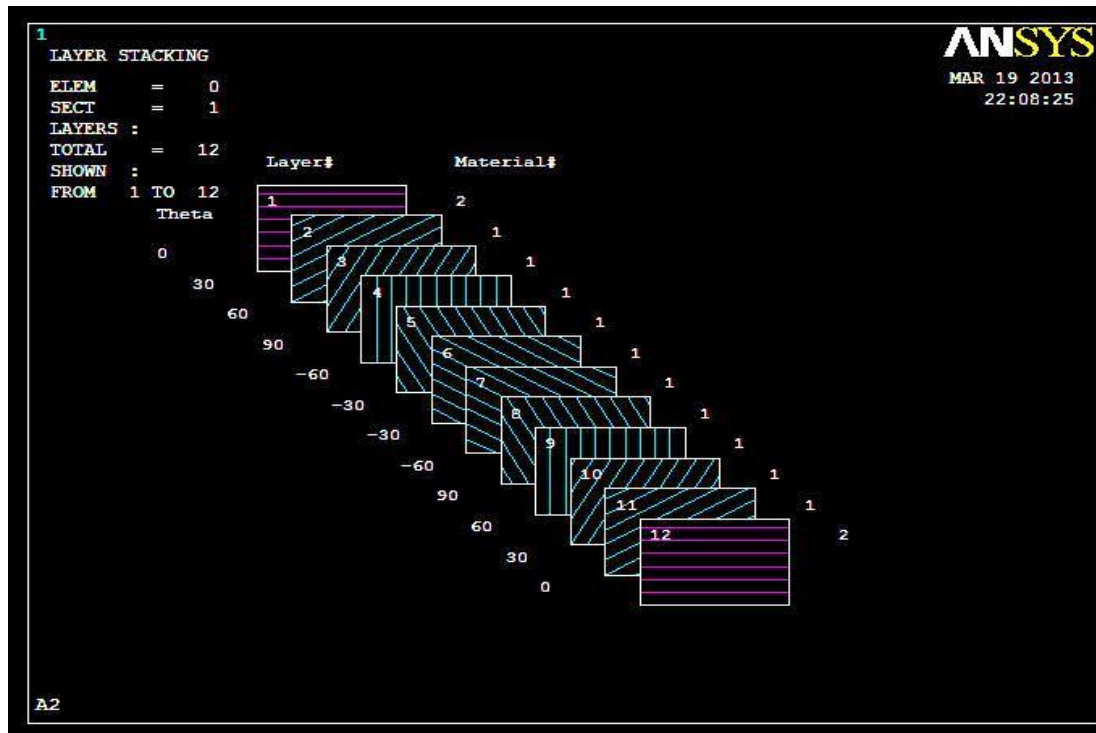 1
LAYER STACKING
ANSYS
MAR 19 2013
22:08:25
ELEM = 0
SECT = 1
LAYERS :
TOTAL = 12
SHOWN :
FROM 1 TO 12
Layer# Material#
Theta
1 2
0
2 1
30
3 1
60
4 1
90
5 1
-60
6 1
-30
7 1
-30
8 1
-60
9 1
90
10 1
60
11 1
30
12 2
0
A2